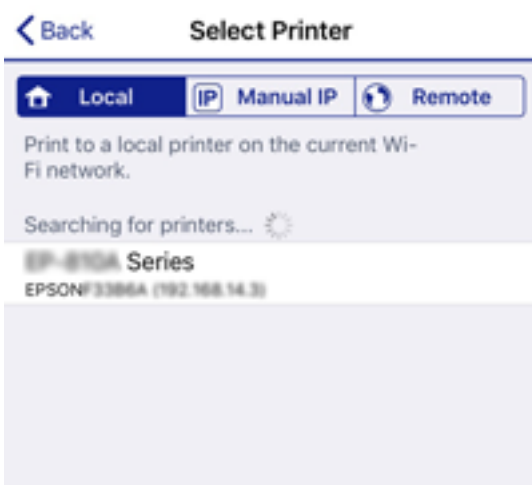 Back
Select Printer
Local
IP
Manual IP
Remote
Print to a local printer on the current Wi-
Fi network.
Searching for printers...
Series
EPSON